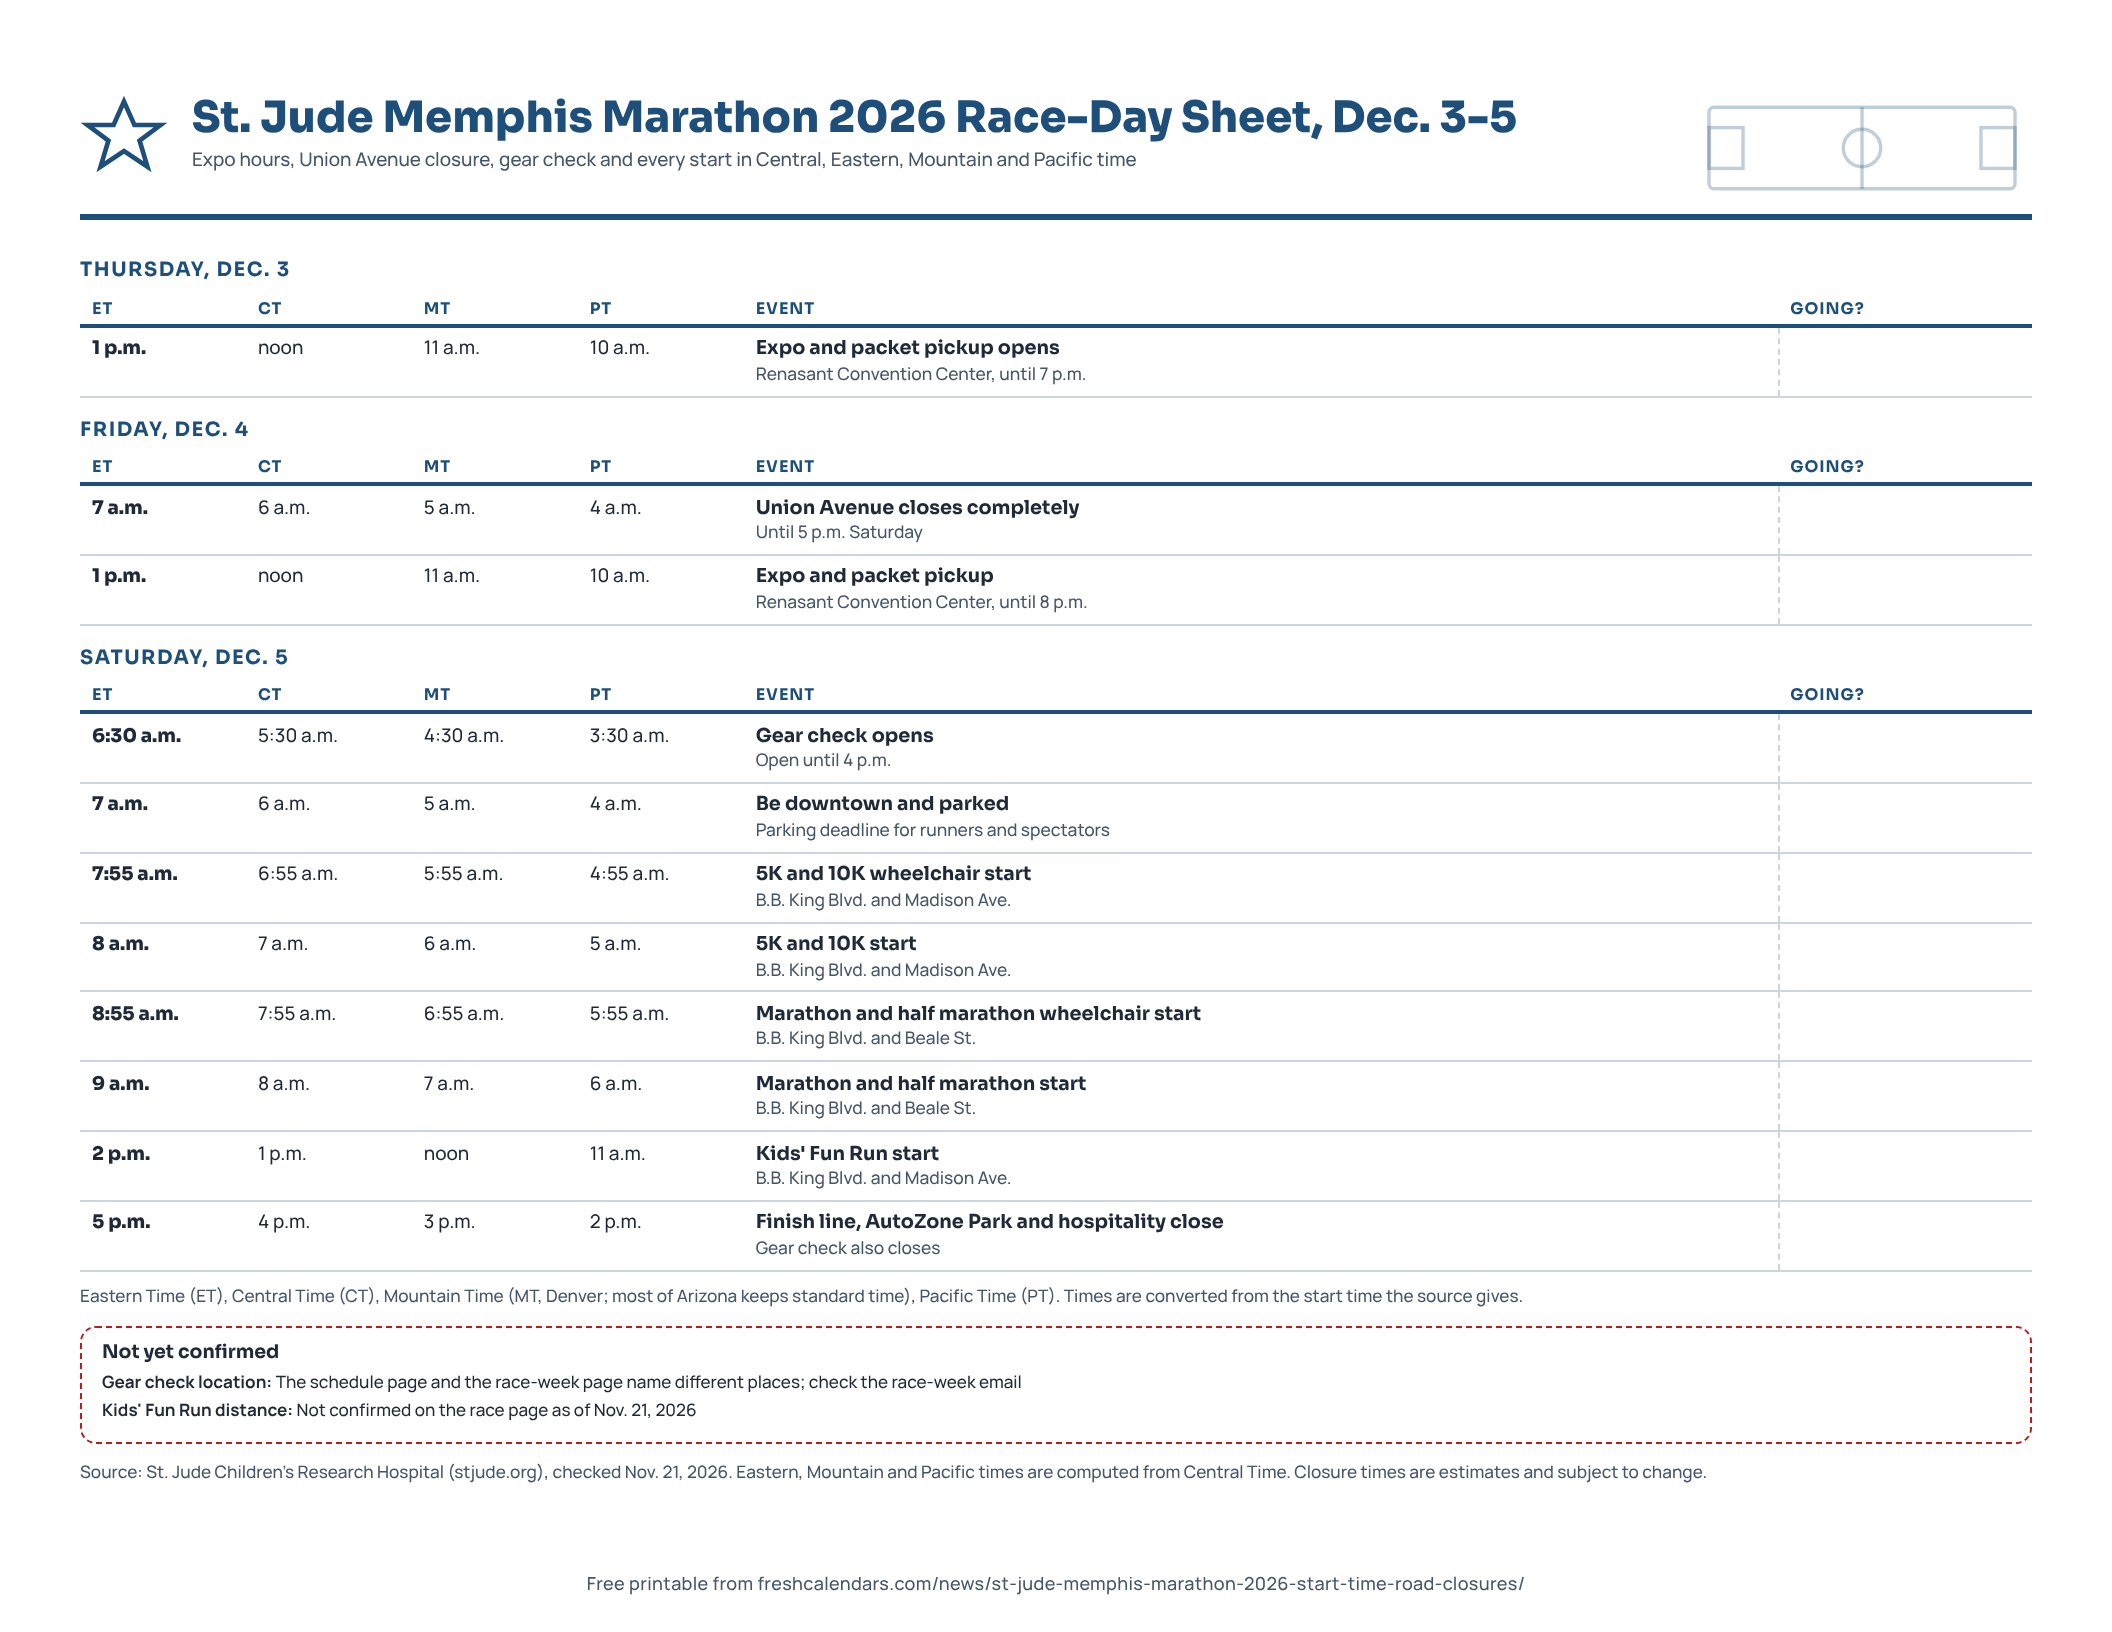 St. Jude Memphis Marathon 2026 Race-Day Sheet, Dec. 3-5
Expo hours, Union Avenue closure, gear check and every start in Central, Eastern, Mountain and Pacific time
THURSDAY, DEC. 3
ET CT MT PT EVENT GOING?
1 p.m. noon 11 a.m. 10 a.m. Expo and packet pickup opens
Renasant Convention Center, until 7 p.m.
FRIDAY, DEC. 4
ET CT MT PT EVENT GOING?
7 a.m. 6 a.m. 5 a.m. 4 a.m. Union Avenue closes completely
Until 5 p.m. Saturday
1 p.m. noon 11 a.m. 10 a.m. Expo and packet pickup
Renasant Convention Center, until 8 p.m.
SATURDAY, DEC. 5
ET CT MT PT EVENT GOING?
6:30 a.m. 5:30 a.m. 4:30 a.m. 3:30 a.m. Gear check opens
Open until 4 p.m.
7 a.m. 6 a.m. 5 a.m. 4 a.m. Be downtown and parked
Parking deadline for runners and spectators
7:55 a.m. 6:55 a.m. 5:55 a.m. 4:55 a.m. 5K and 10K wheelchair start
B.B. King Blvd. and Madison Ave.
8 a.m. 7 a.m. 6 a.m. 5 a.m. 5K and 10K start
B.B. King Blvd. and Madison Ave.
8:55 a.m. 7:55 a.m. 6:55 a.m. 5:55 a.m. Marathon and half marathon wheelchair start
B.B. King Blvd. and Beale St.
9 a.m. 8 a.m. 7 a.m. 6 a.m. Marathon and half marathon start
B.B. King Blvd. and Beale St.
2 p.m. 1 p.m. noon 11 a.m. Kids' Fun Run start
B.B. King Blvd. and Madison Ave.
5 p.m. 4 p.m. 3 p.m. 2 p.m. Finish line, AutoZone Park and hospitality close
Gear check also closes
Eastern Time (ET), Central Time (CT), Mountain Time (MT, Denver; most of Arizona keeps standard time), Pacific Time (PT). Times are converted from the start time the source gives.
Not yet confirmed
Gear check location: The schedule page and the race-week page name different places; check the race-week email
Kids' Fun Run distance: Not confirmed on the race page as of Nov. 21, 2026
Source: St. Jude Children's Research Hospital (stjude.org), checked Nov. 21, 2026. Eastern, Mountain and Pacific times are computed from Central Time. Closure times are estimates and subject to change.
Free printable from freshcalendars.com/news/st-jude-memphis-marathon-2026-start-time-road-closures/